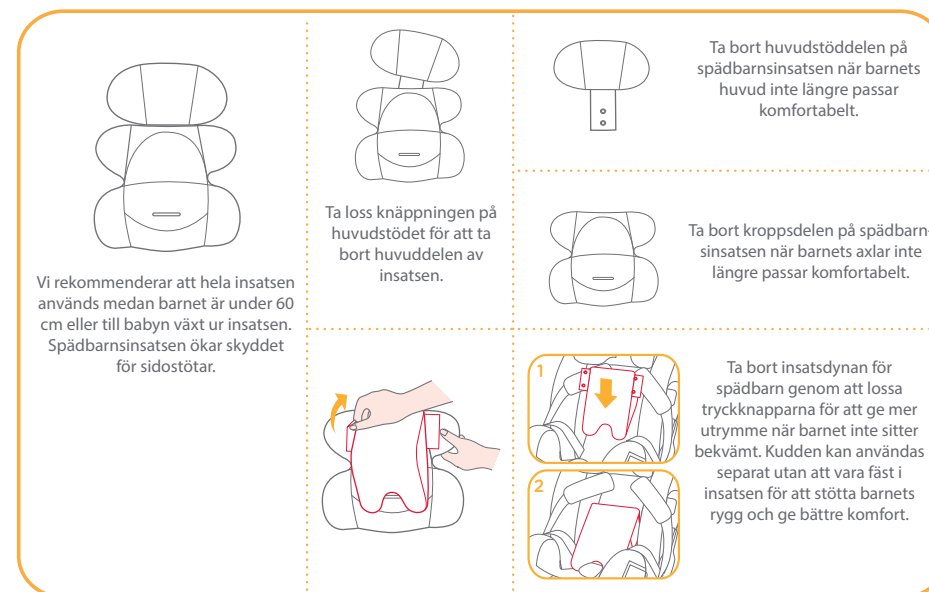 Vi rekommenderar att hela insatsen
används medan barnet är under 60
cm eller till babyn växt ur insatsen.
Spädbarnsinsatsen ökar skyddet
för sidostötar.
Ta loss knäppningen på
huvudstödet för att ta
bort huvuddelen av
insatsen.
Ta bort huvudstöddelen på
spädbarnsinsatsen när barnets
huvud inte längre passar
komfortabelt.
Ta bort kroppsdelen på spädbarn-
sinsatsen när barnets axlar inte
längre passar komfortabelt.
1
2
Ta bort insatsdynan för
spädbarn genom att lossa
tryckknapparna för att ge mer
utrymme när barnet inte sitter
bekvämt. Kudden kan användas
separat utan att vara fäst i
insatsen för att stötta barnets
rygg och ge bättre komfort.